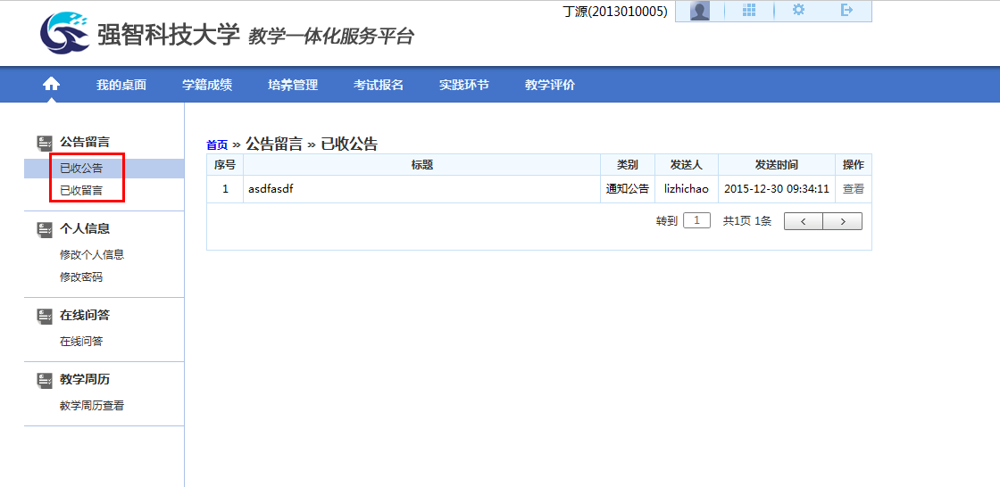 丁源(2013010005)
强智科技大学 教学一体化服务平台
我的桌面 学籍成绩 培养管理 考试报名 实践环节 教学评价
公告留言
已收公告
已收留言
个人信息
修改个人信息
修改密码
在线问答
在线问答
教学周历
教学周历查看
首页 » 公告留言 » 已收公告
序号 标题 类别 发送人 发送时间 操作
1 asdfasdf 通知公告 lizhichao 2015-12-30 09:34:11 查看
转到 1 共1页 1条 < >